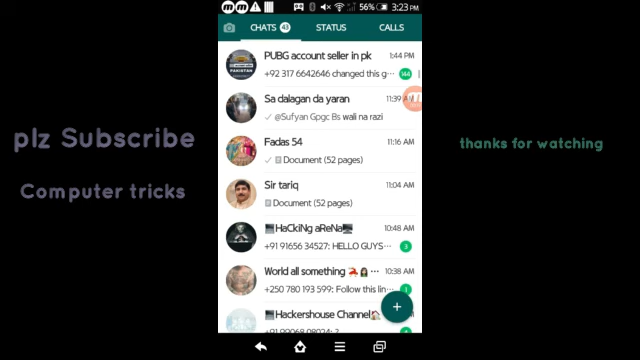 56% 3:23 PM
CHATS 43 STATUS CALLS
PUBG account seller in pk 1:44 PM
+92 317 6642646 changed this g... 144
Sa dalagan da yaran 11:39
@Sufyan Gpgc Bs wali na razi
Fadas 54 11:16 AM
Document (52 pages)
plz Subscribe
thanks for watching
Computer tricks
Sir tariq 11:04 AM
Document (52 pages)
HaCkiNg aReNa 10:48 AM
+91 91656 34527: HELLO GUYS... 3
World all something ... 10:38 AM
+250 780 193 599: Follow this lin... 1
Hackershouse Channel
+91 99068 08024: ?